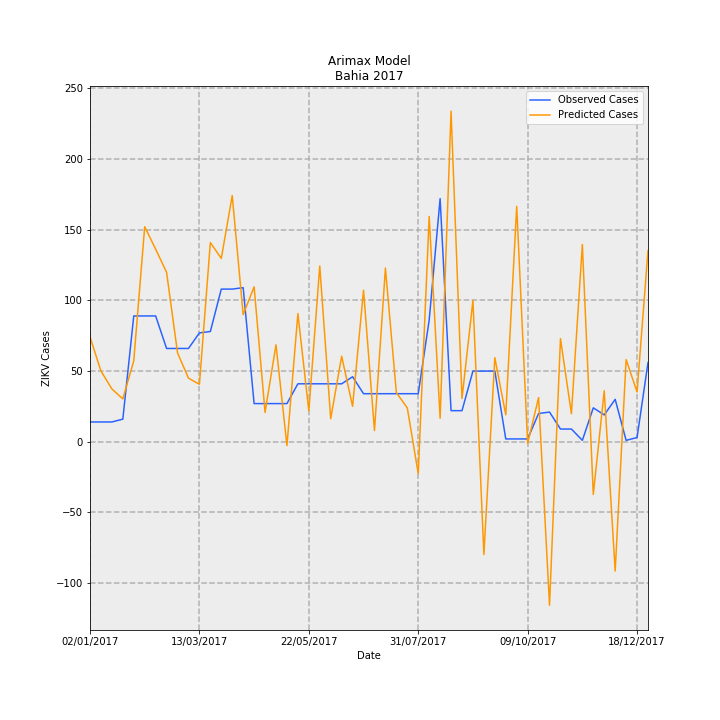 Arimax Model
Bahia 2017
Observed Cases
Predicted Cases
250
200
150
100
50
0
−50
−100
ZIKV Cases
02/01/2017 13/03/2017 22/05/2017 31/07/2017 09/10/2017 18/12/2017
Date